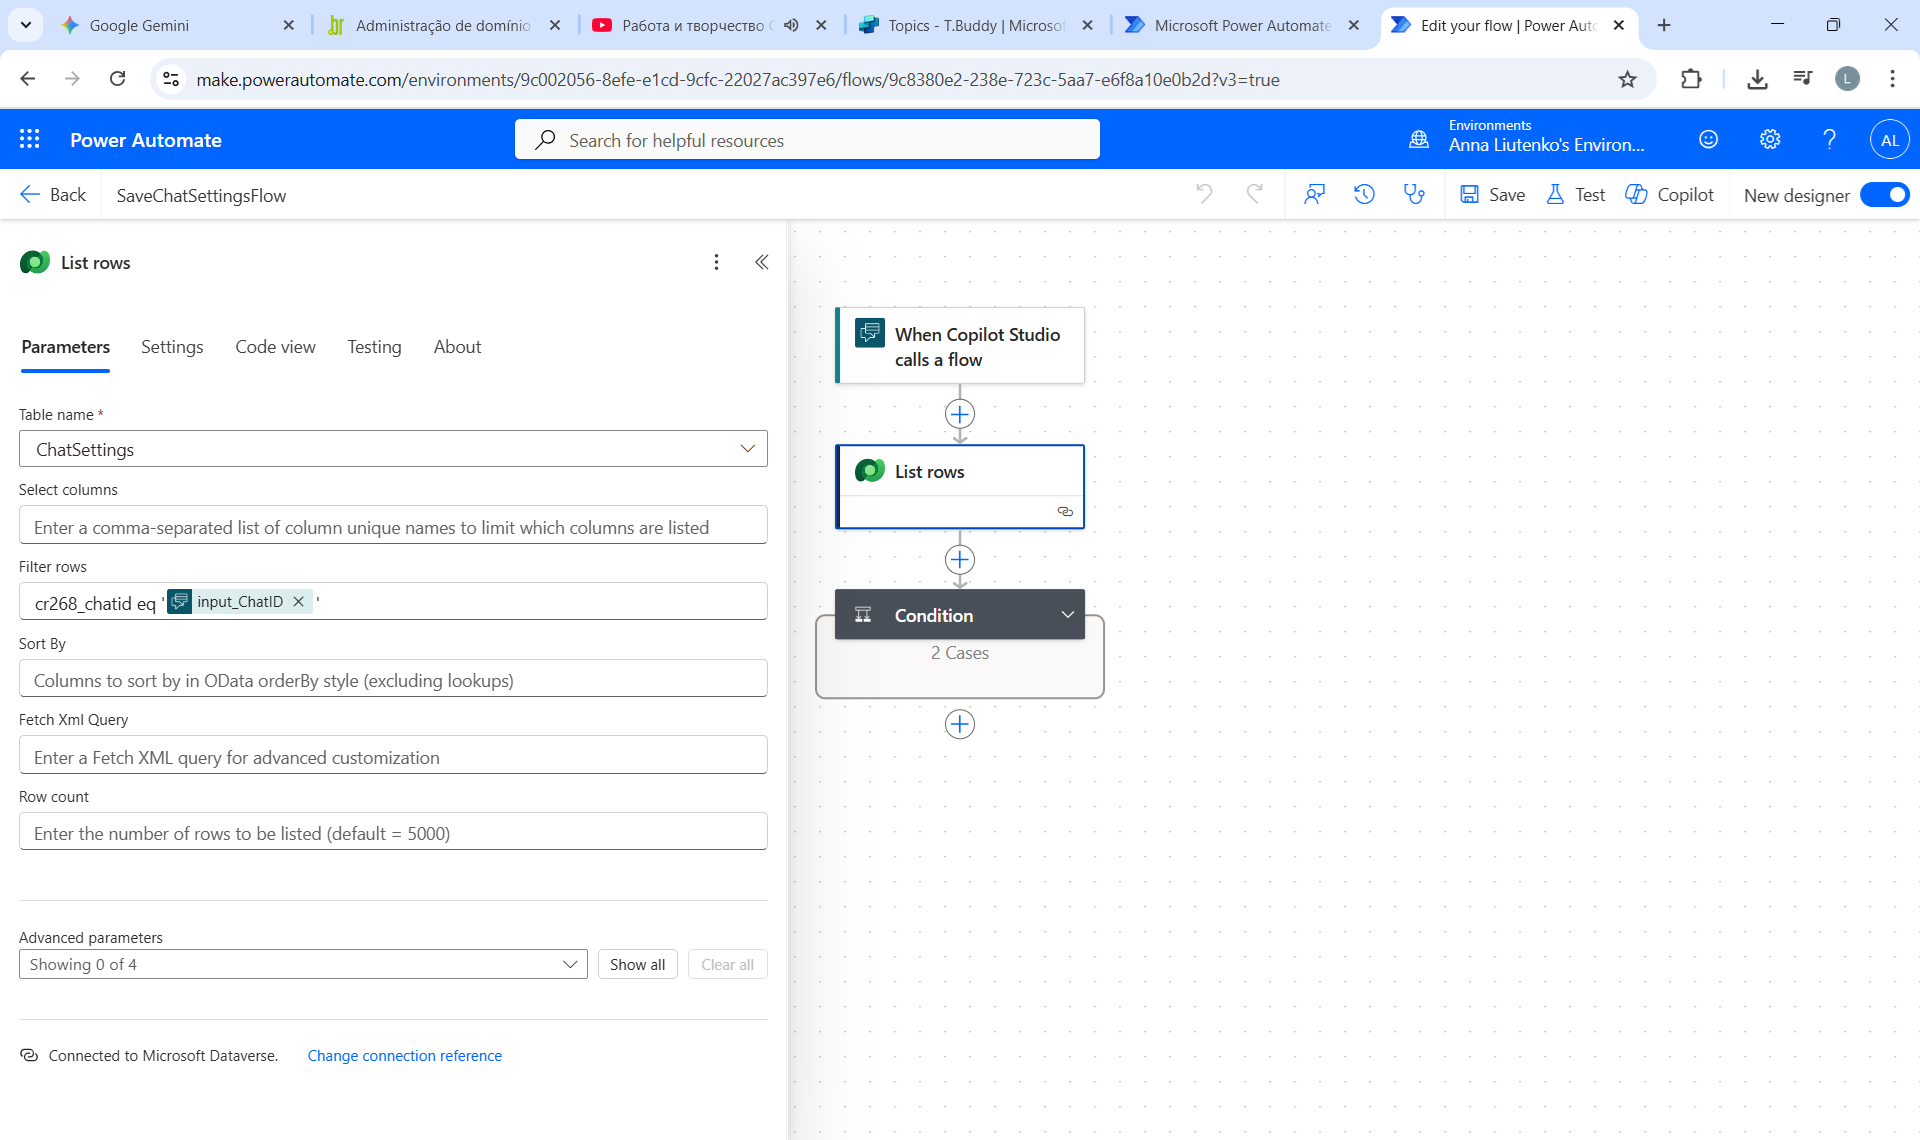 Google Gemini
Administração de domínio
Работа и творчество
Topics - T.Buddy | Microsof
Microsoft Power Automate
Edit your flow | Power Auto
make.powerautomate.com/environments/9c002056-8efe-e1cd-9cfc-22027ac397e6/flows/9c8380e2-238e-723c-5aa7-e6f8a10e0b2d?v3=true
L
Power Automate
Search for helpful resources
Environments
Anna Liutenko's Environ...
AL
Back
SaveChatSettingsFlow
Save
Test
Copilot
New designer
List rows
Parameters
Settings
Code view
Testing
About
Table name *
ChatSettings
Select columns
Enter a comma-separated list of column unique names to limit which columns are listed
Filter rows
cr268_chatid eq ' input_ChatID '
Sort By
Columns to sort by in OData orderBy style (excluding lookups)
Fetch Xml Query
Enter a Fetch XML query for advanced customization
Row count
Enter the number of rows to be listed (default = 5000)
Advanced parameters
Showing 0 of 4
Show all
Clear all
Connected to Microsoft Dataverse.
Change connection reference
When Copilot Studio
calls a flow
List rows
Condition
2 Cases